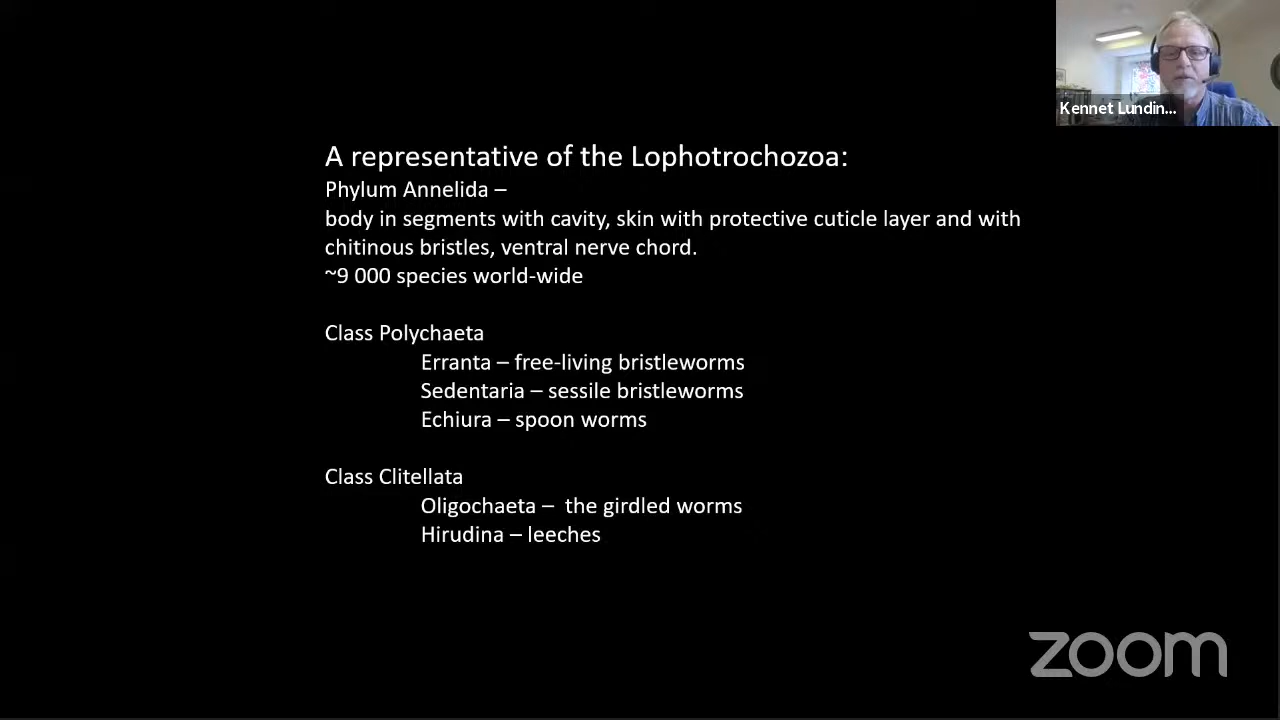 Kennet Lundin...
A representative of the Lophotrochozoa:
Phylum Annelida –
body in segments with cavity, skin with protective cuticle layer and with
chitinous bristles, ventral nerve chord.
~9 000 species world-wide
Class Polychaeta
Erranta – free-living bristleworms
Sedentaria – sessile bristleworms
Echiura – spoon worms
Class Clitellata
Oligochaeta –  the girdled worms
Hirudina – leeches
zoom